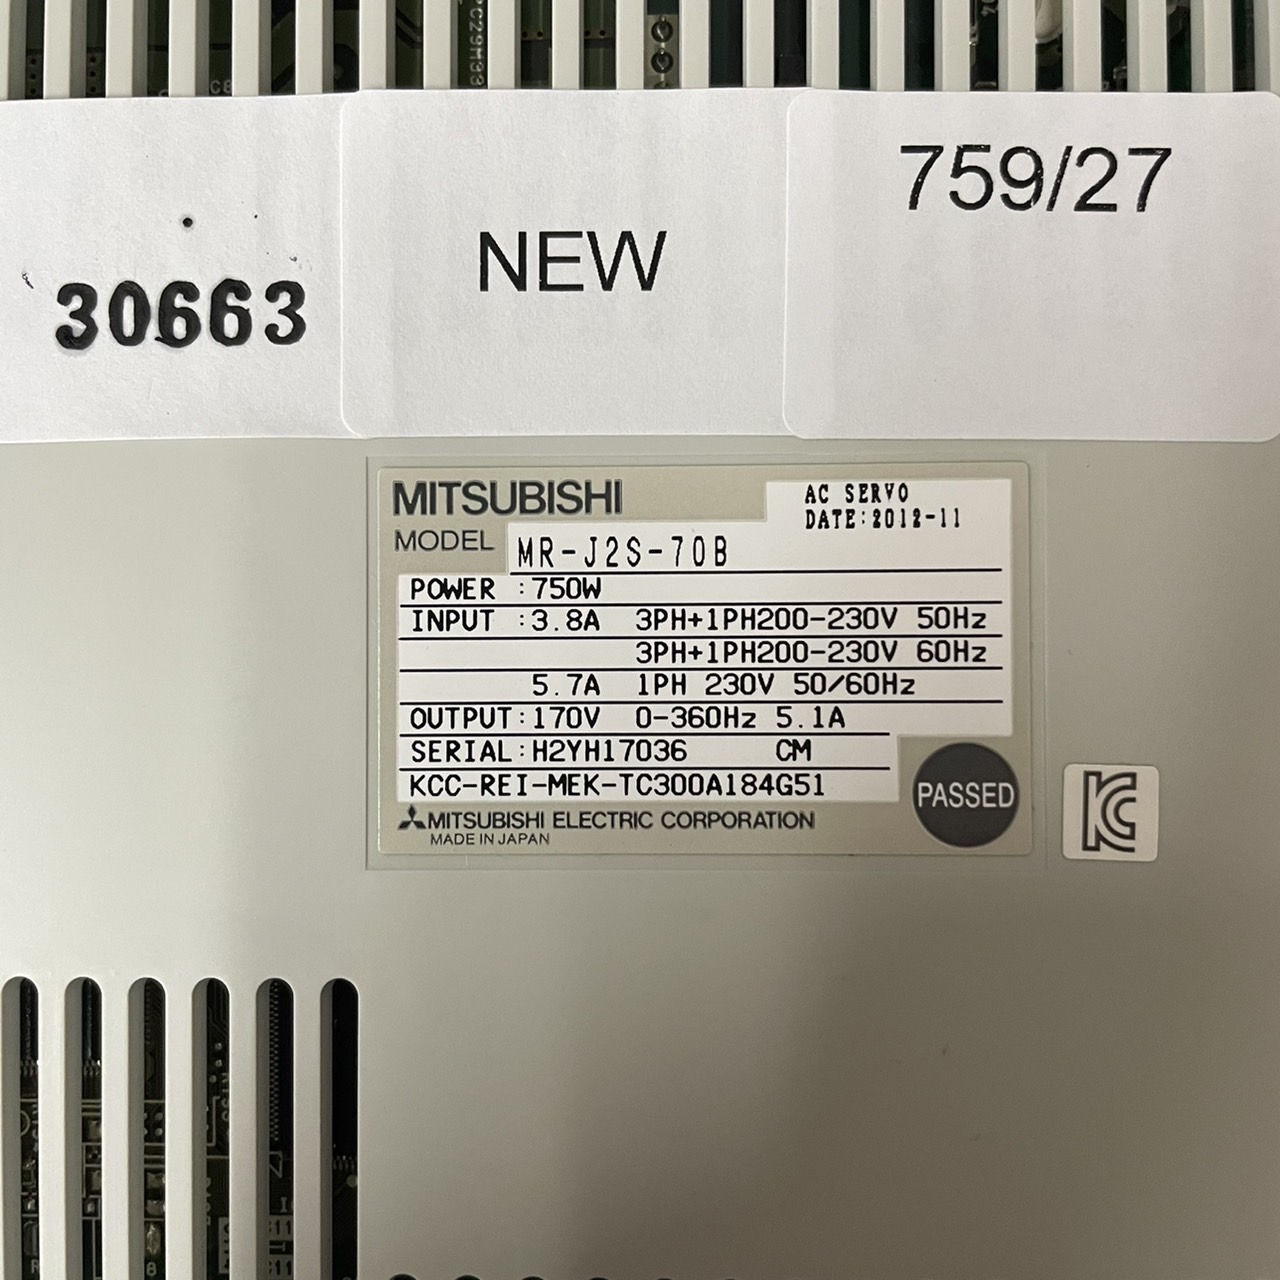 759/27
NEW
30663
MITSUBISHI
AC SERVO
DATE:2012-11
MODEL MR-J2S-70B
POWER :750W
INPUT :3.8A 3PH+1PH200-230V 50Hz
3PH+1PH200-230V 60Hz
5.7A 1PH 230V 50/60Hz
OUTPUT:170V 0-360Hz 5.1A
SERIAL:H2YH17036 CM
KCC-REI-MEK-TC300A184G51
PASSED
MITSUBISHI ELECTRIC CORPORATION
MADE IN JAPAN